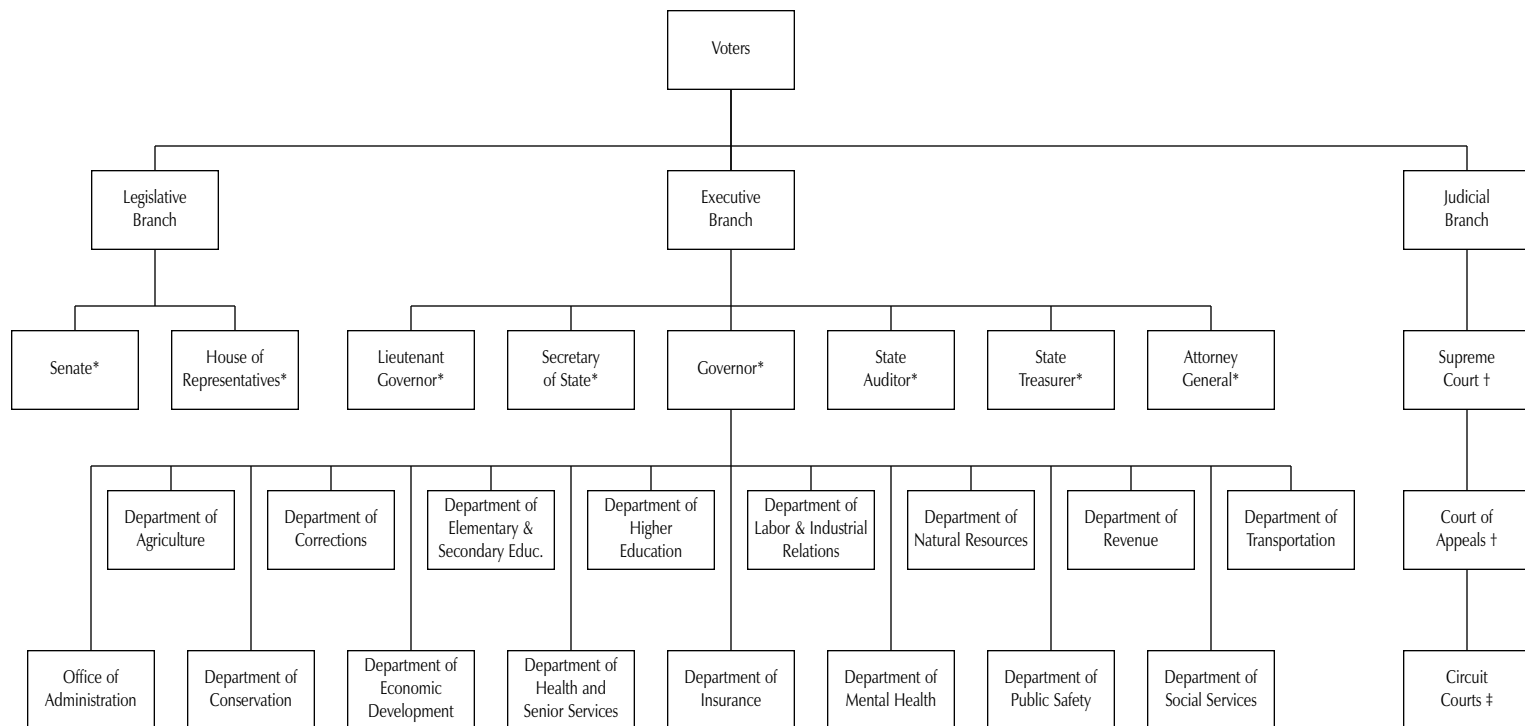 Voters
Legislative
Branch
Executive
Branch
Judicial
Branch
Senate*
House of
Representatives*
Lieutenant
Governor*
Secretary
of State*
Governor*
State
Auditor*
State
Treasurer*
Attorney
General*
Supreme
Court †
Department of
Agriculture
Department of
Corrections
Department of
Elementary &
Secondary Educ.
Department of
Higher
Education
Department of
Labor & Industrial
Relations
Department of
Natural Resources
Department of
Revenue
Department of
Transportation
Court of
Appeals †
Office of
Administration
Department of
Conservation
Department of
Economic
Development
Department of
Health and
Senior Services
Department of
Insurance
Department of
Mental Health
Department of
Public Safety
Department of
Social Services
Circuit
Courts ‡